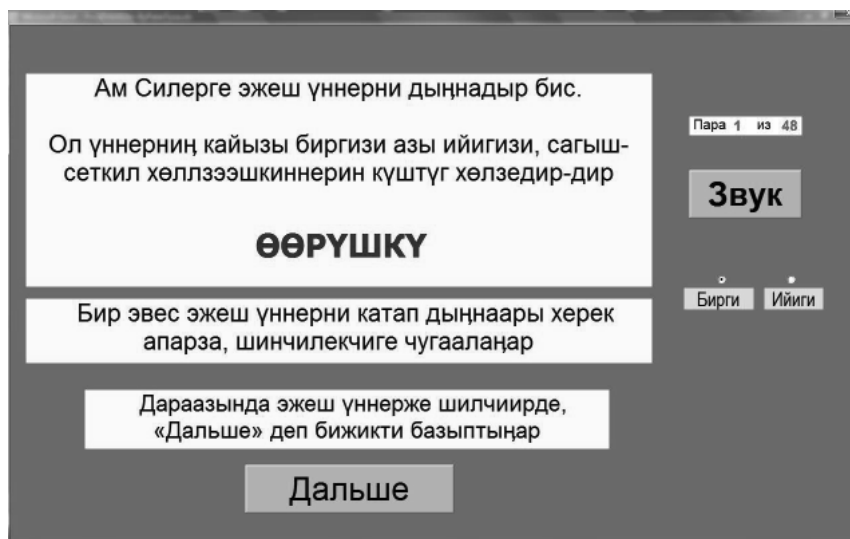 Ам Силерге эжеш үннерни дыңнадыр бис.
Ол үннерниң кайызы биргизи азы ийигизи, сагыш-
сеткил хөллзээшкиннерин күштүг хөлзедир-дир
ӨӨРҮШКҮ
Пара 1 из 48
Звук
Бирги Ийиги
Бир эвес эжеш үннерни катап дыңнаары херек
апарза, шинчилекчиге чугааланар
Дараазында эжеш үннерже шилчиирде,
«Дальше» деп бижикти базыптыңар
Дальше